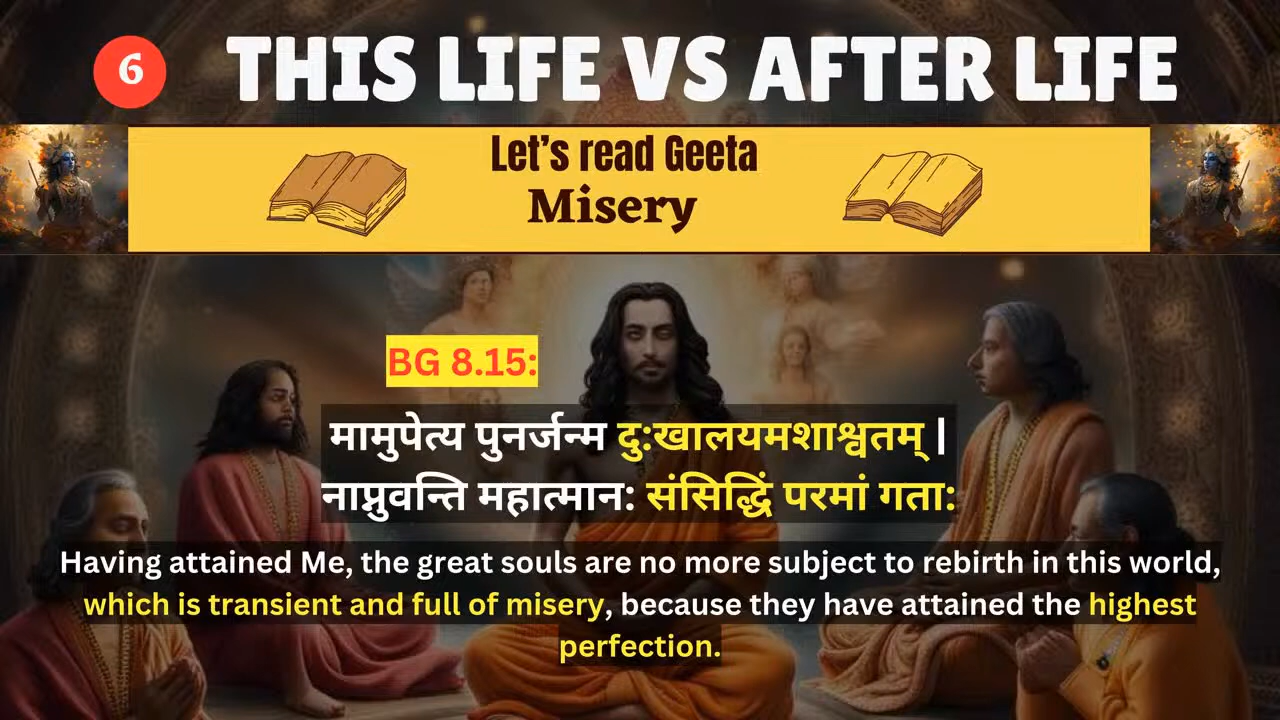 6
THIS LIFE VS AFTER LIFE
Let's read Geeta
Misery
BG 8.15:
मामुपेत्य पुनर्जन्म दु:खालयमशाश्वतम् |
नाप्नुवन्ति महात्मान: संसिद्धिं परमां गता:
Having attained Me, the great souls are no more subject to rebirth in this world,
which is transient and full of misery, because they have attained the highest
perfection.